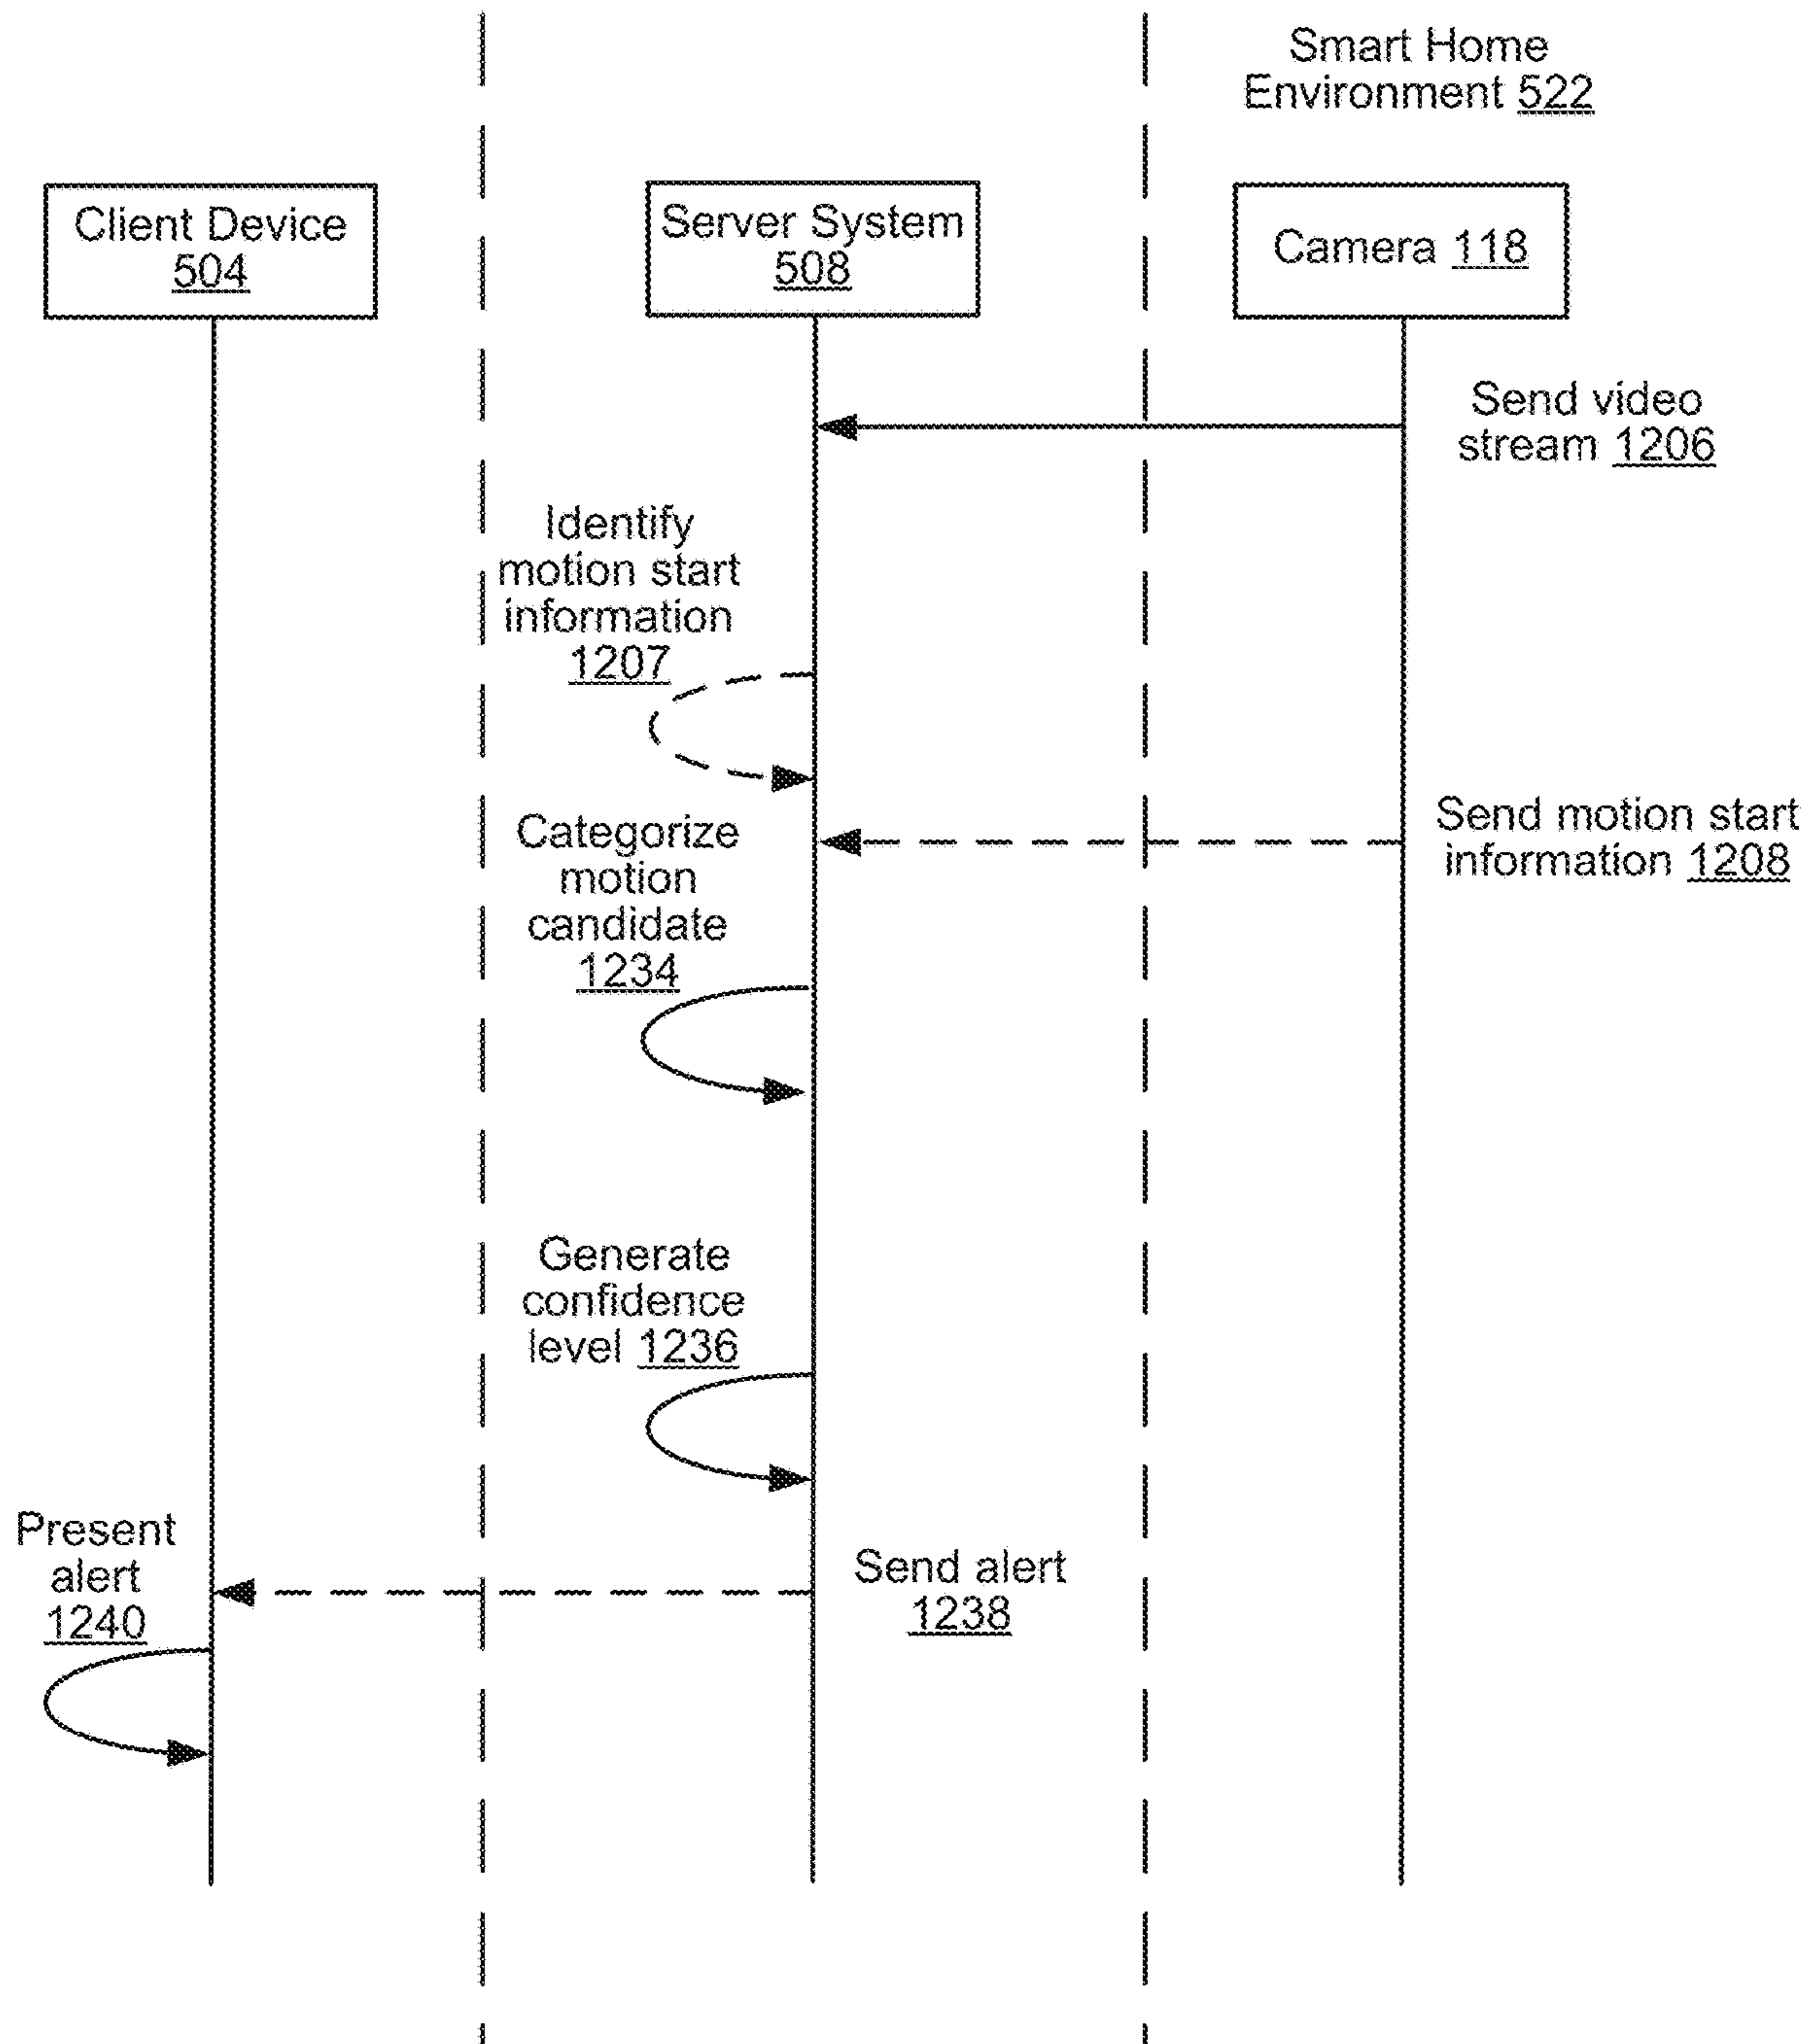 Smart Home
Environment 522
Client Device
504
Server System
508
Camera 118
Send video
stream 1206
Identify
motion start
information
1207
Send motion start
information 1208
Categorize
motion
candidate
1234
Generate
confidence
level 1236
Present
alert
1240
Send alert
1238